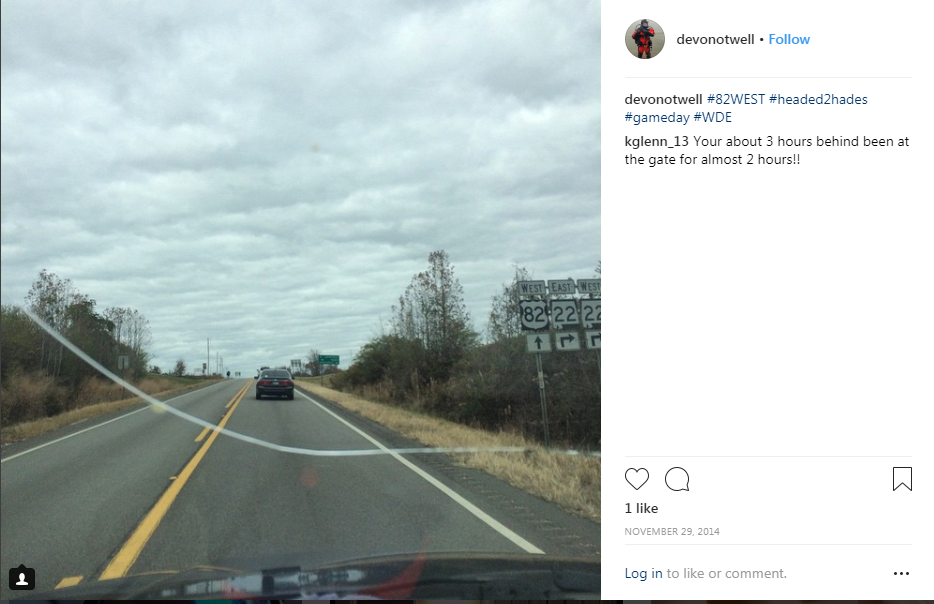 devonotwell • Follow
devonotwell #82WEST #headed2hades
#gameday #WDE
kglenn_13 Your about 3 hours behind been at
the gate for almost 2 hours!!
WEST EAST WEST
82 22 22
1 like
NOVEMBER 29, 2014
Log in to like or comment.